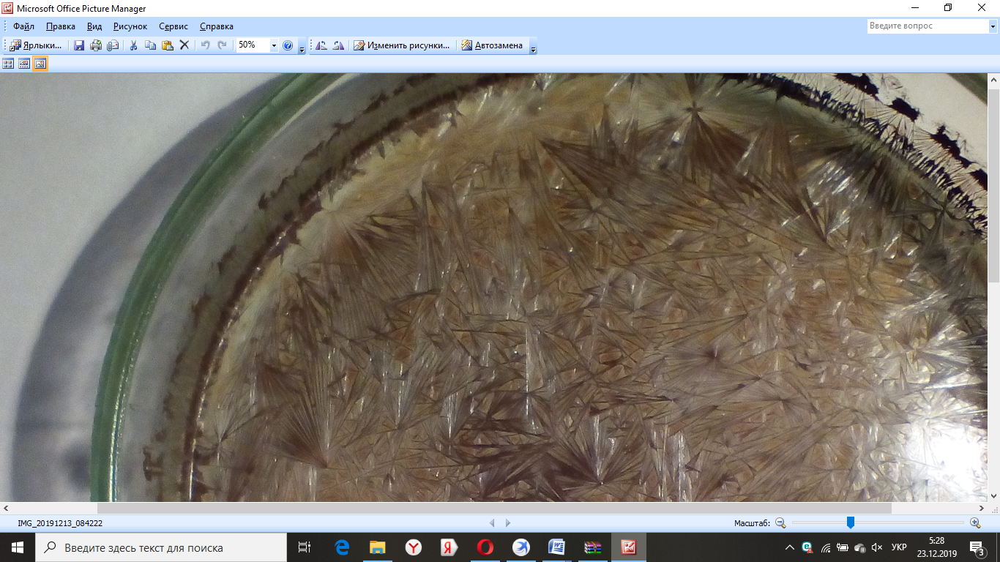 Microsoft Office Picture Manager
Файл Правка Вид Рисунок Сервис Справка
Введите вопрос
Ярлыки... 50% Изменить рисунки... Автозамена
IMG_20191213_084222
Масштаб:
Введите здесь текст для поиска
УКР
5:28
23.12.2019
3